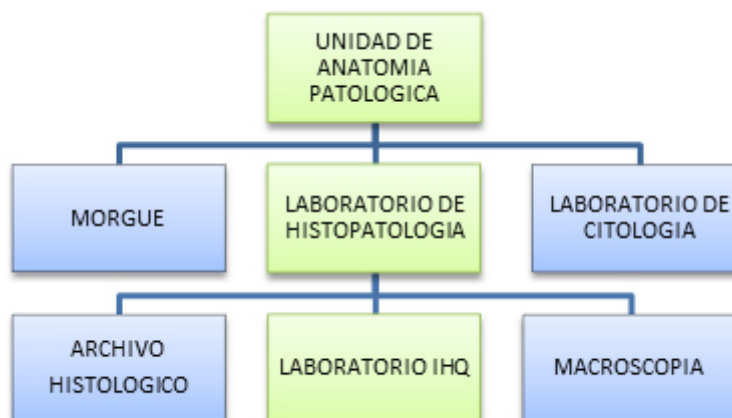 UNIDAD DE
ANATOMIA
PATOLOGICA
MORGUE
LABORATORIO DE
HISTOPATOLOGIA
LABORATORIO DE
CITOLOGIA
ARCHIVO
HISTOLOGICO
LABORATORIO IHQ
MACROSCOPIA